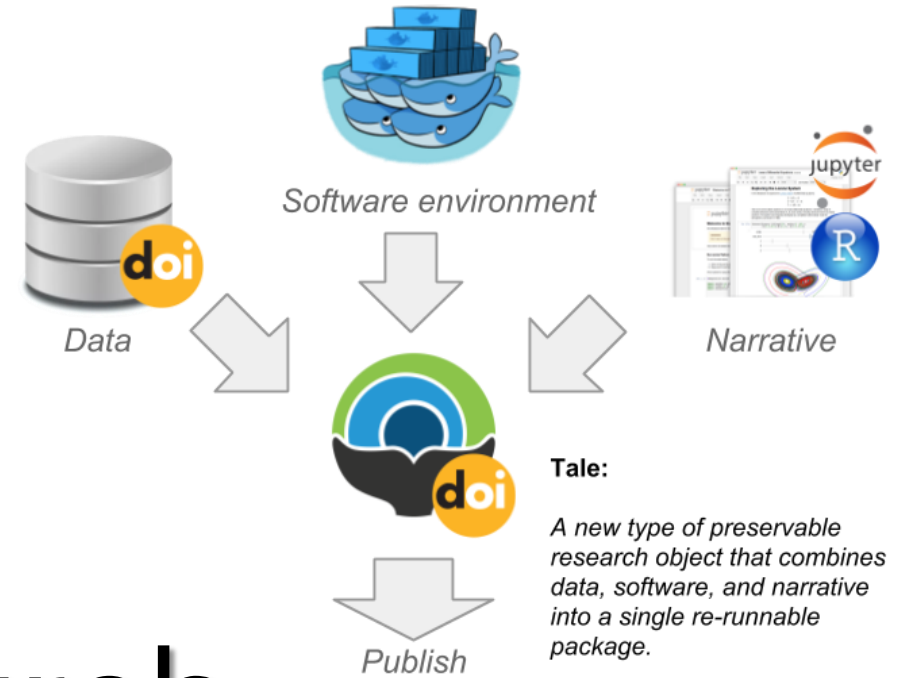 Software environment
jupyter
R
doi
Data
Narrative
doi
Tale:
A new type of preservable
research object that combines
data, software, and narrative
into a single re-runnable
package.
Publish